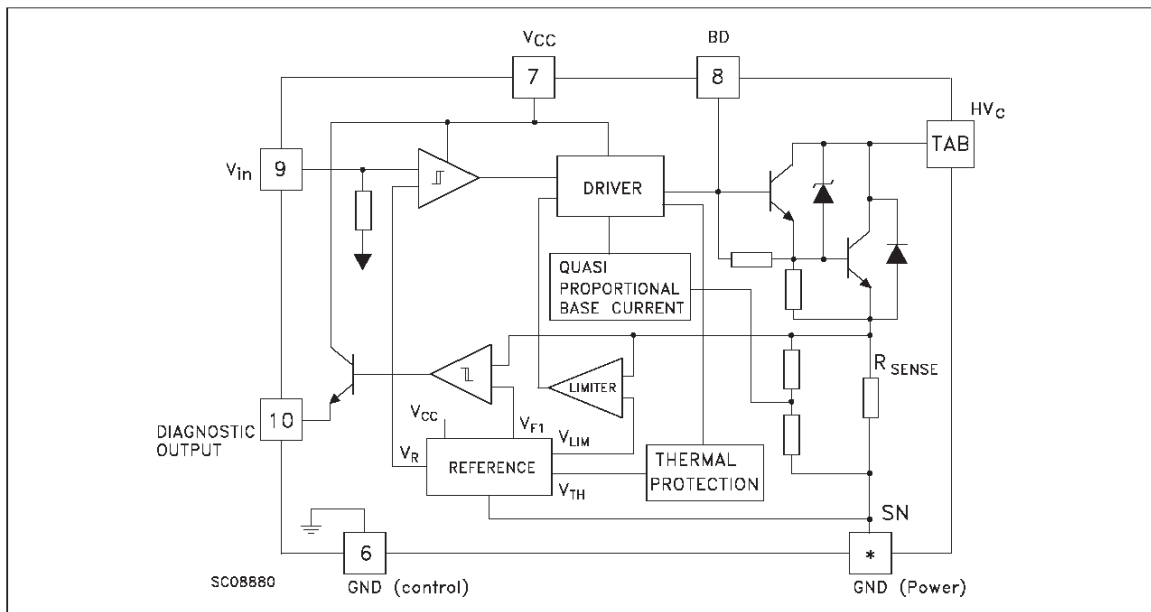 VCC
BD
7
8
HVC
TAB
Vin
9
DRIVER
QUASI
PROPORTIONAL
BASE CURRENT
RSENSE
LIMITER
10
DIAGNOSTIC
OUTPUT
VCC
VF1
VLIM
VR
REFERENCE
VTH
THERMAL
PROTECTION
SN
6
*
SC08880
GND (control)
GND (Power)